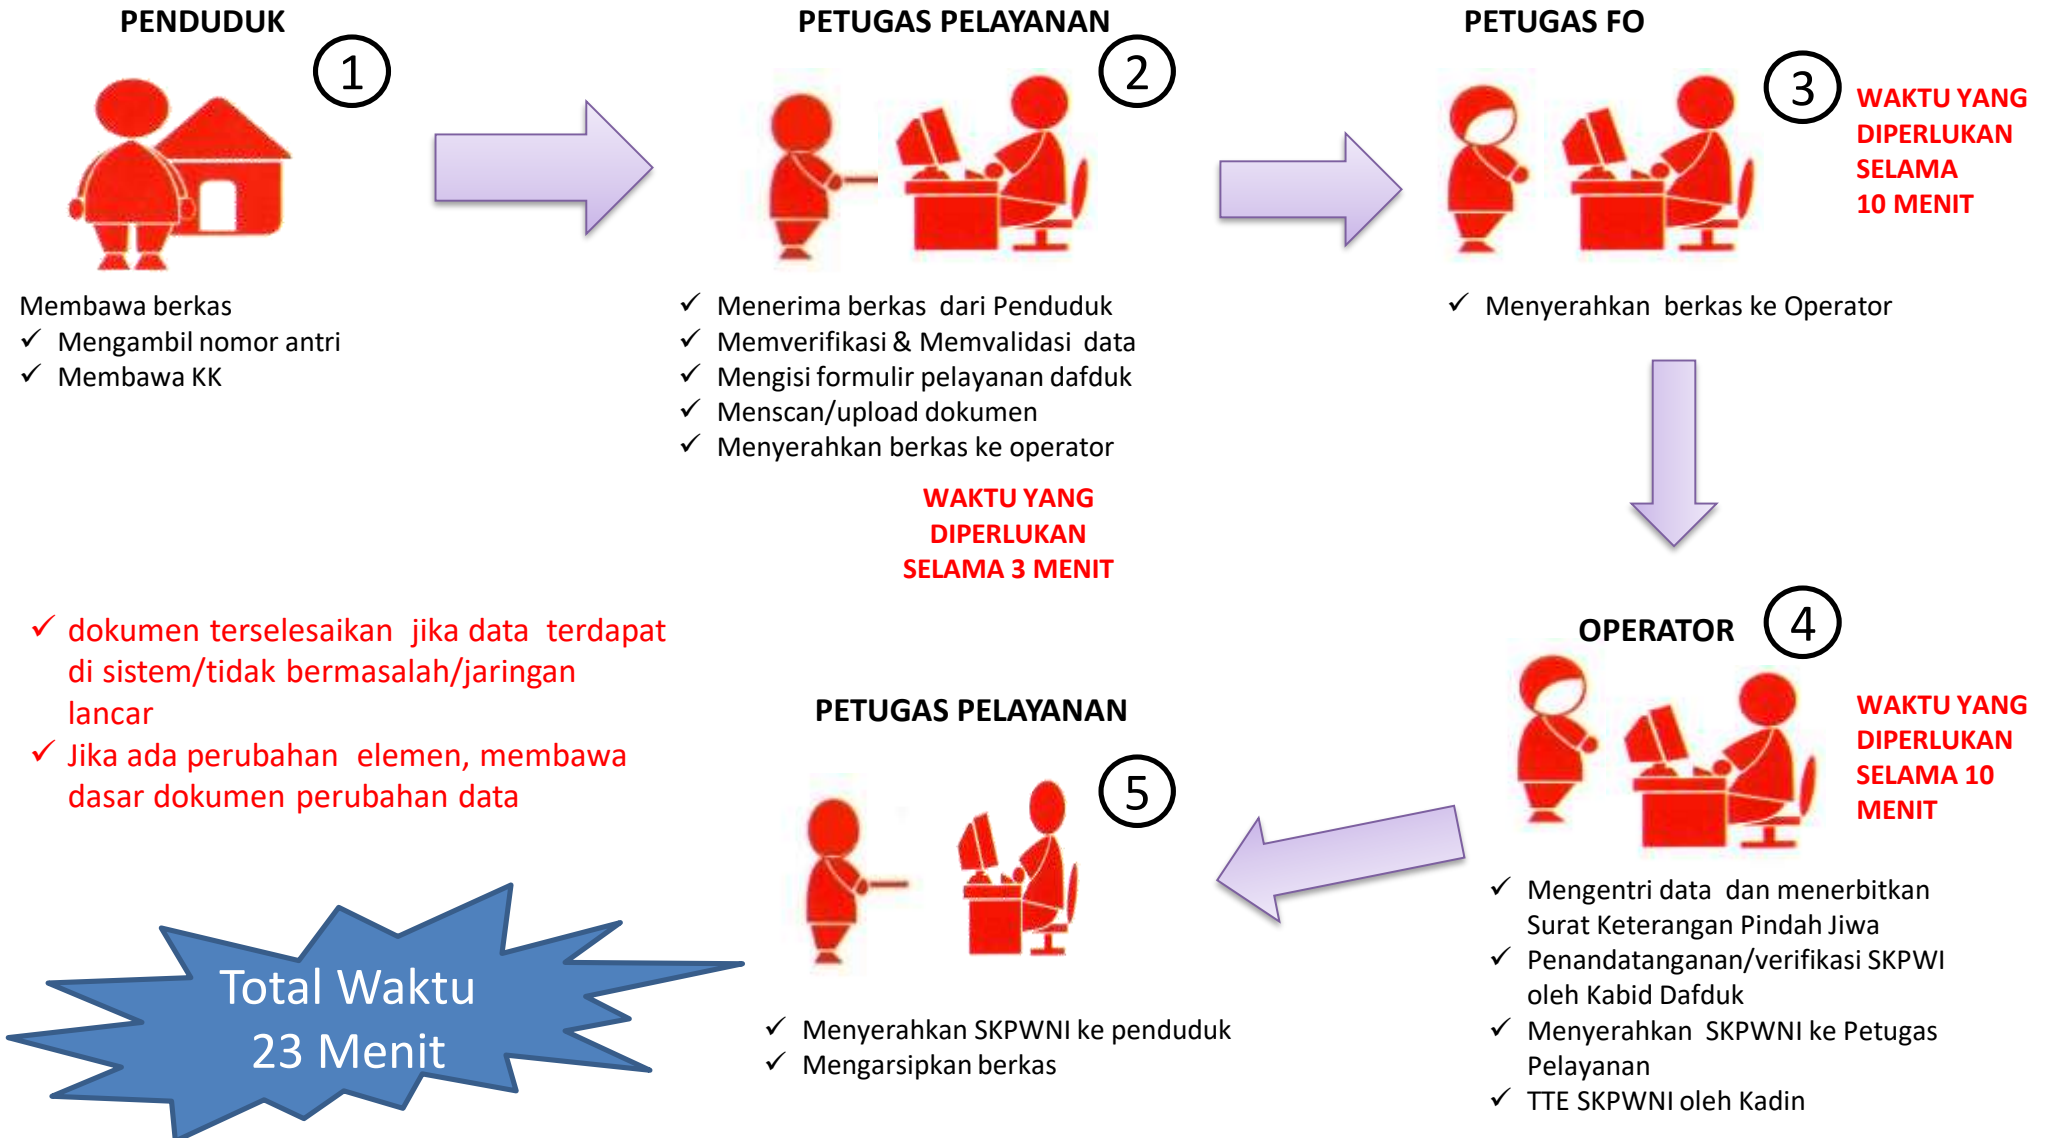 PENDUDUK
1
Membawa berkas
✓ Mengambil nomor antri
✓ Membawa KK
PETUGAS PELAYANAN
2
✓ Menerima berkas dari Penduduk
✓ Memverifikasi & Memvalidasi data
✓ Mengisi formulir pelayanan dafduk
✓ Menscan/upload dokumen
✓ Menyerahkan berkas ke operator
WAKTU YANG
DIPERLUKAN
SELAMA 3 MENIT
PETUGAS FO
3
WAKTU YANG
DIPERLUKAN
SELAMA
10 MENIT
✓ Menyerahkan berkas ke Operator
OPERATOR
4
WAKTU YANG
DIPERLUKAN
SELAMA 10
MENIT
✓ Mengentri data dan menerbitkan
Surat Keterangan Pindah Jiwa
✓ Penandatanganan/verifikasi SKPWI
oleh Kabid Dafduk
✓ Menyerahkan SKPWNI ke Petugas
Pelayanan
✓ TTE SKPWNI oleh Kadin
PETUGAS PELAYANAN
5
✓ Menyerahkan SKPWNI ke penduduk
✓ Mengarsipkan berkas
✓ dokumen terselesaikan jika data terdapat
di sistem/tidak bermasalah/jaringan
lancar
✓ Jika ada perubahan elemen, membawa
dasar dokumen perubahan data
Total Waktu
23 Menit